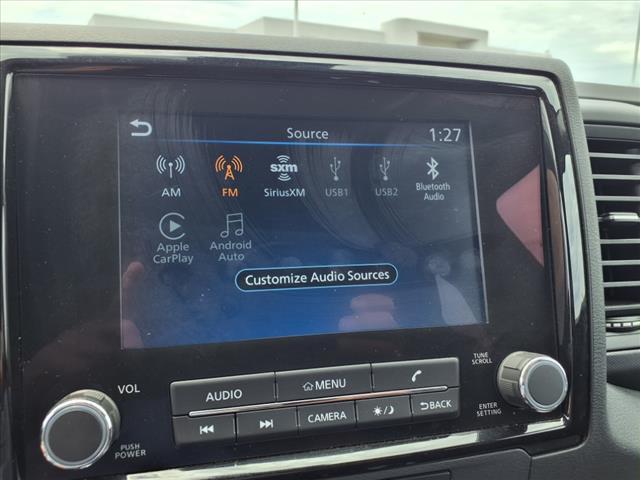 Source 1:27
AM FM sxm SiriusXM USB1 USB2 Bluetooth Audio
Apple CarPlay Android Auto
Customize Audio Sources
VOL
PUSH
POWER
AUDIO MENU
CAMERA BACK
TUNE
SCROLL
ENTER
SETTING